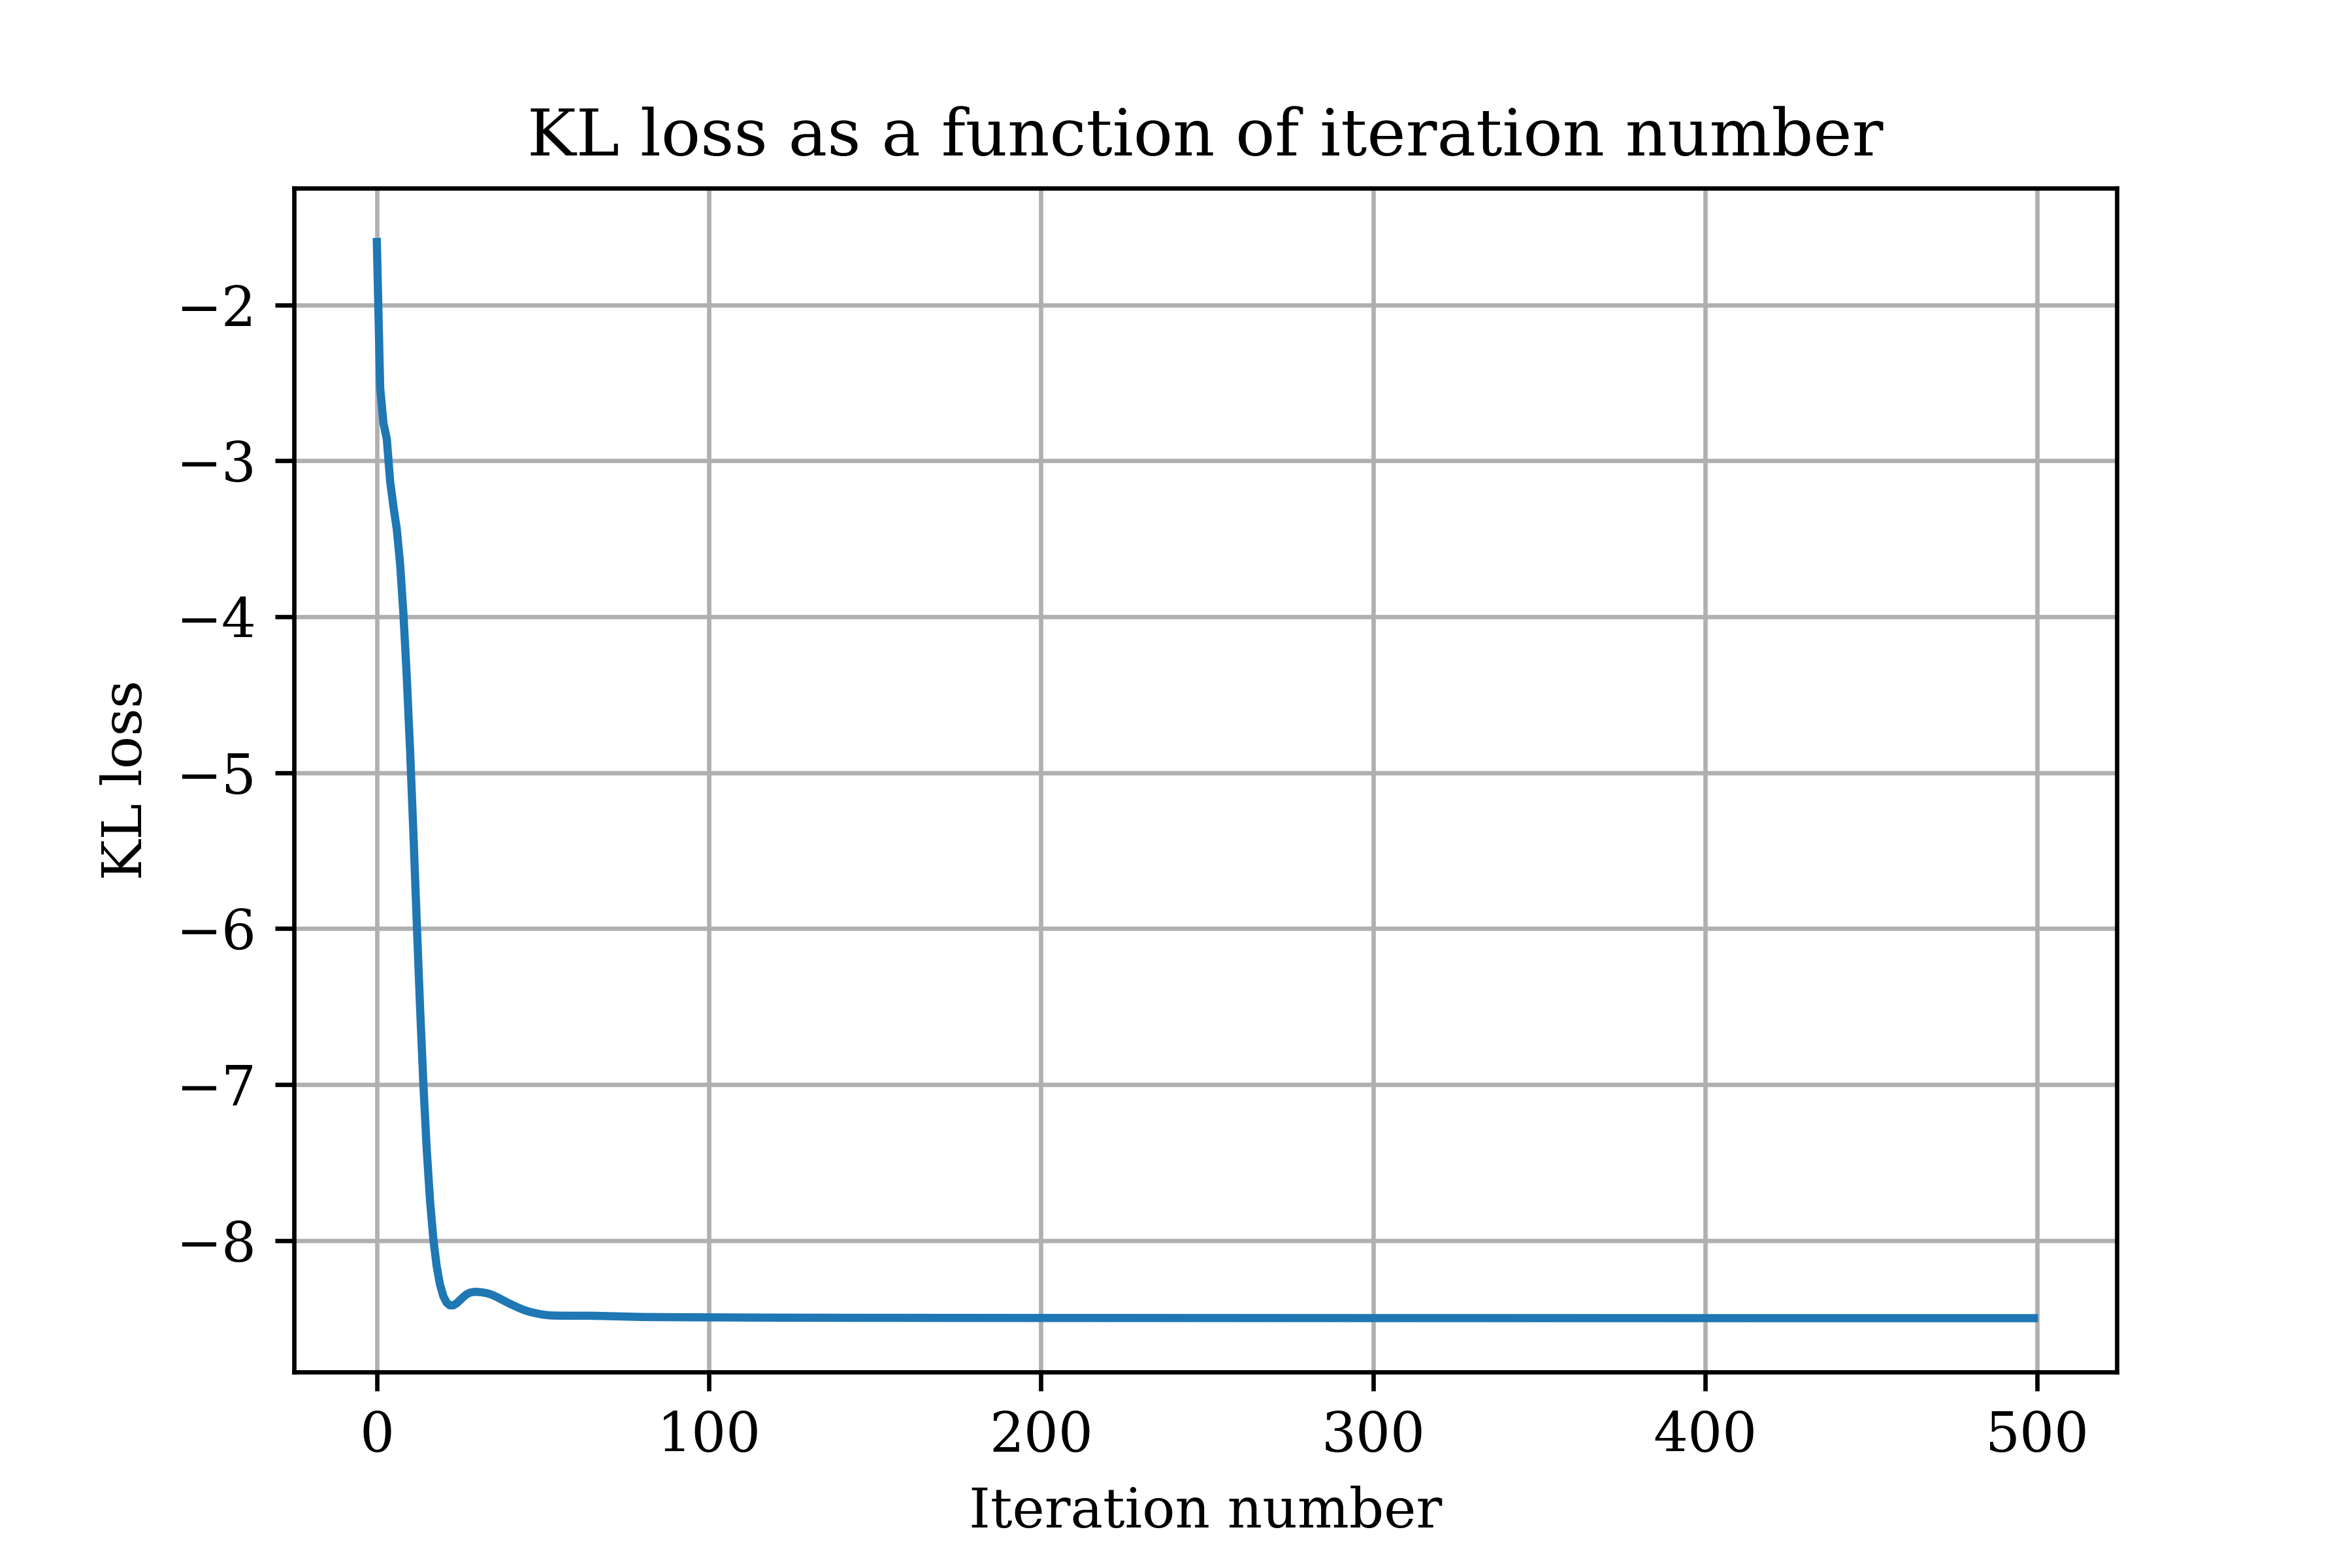 KL loss as a function of iteration number
KL loss
−2
−3
−4
−5
−6
−7
−8
0 100 200 300 400 500
Iteration number